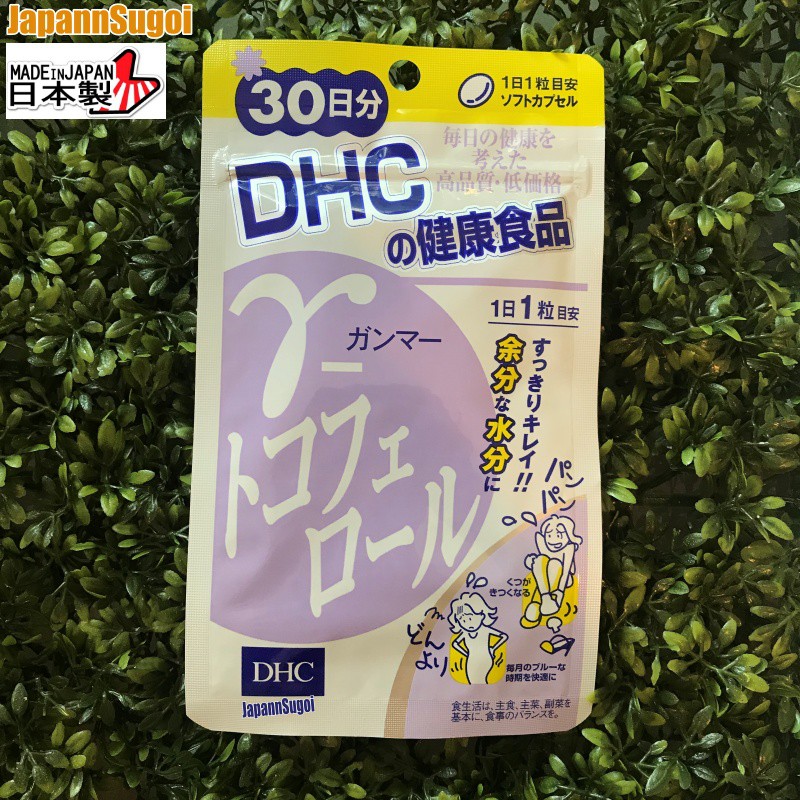 JapannSugoi
MADE IN JAPAN
日本製
30日分
1日1粒目安
ソフトカプセル
毎日の健康を
考えた
高品質・低価格
DHC
の健康食品
1日1粒目安
γ-
ガンマー
トコフェ
ロール
すっきりキレイ!!
余分な水分に
パン
パン
くつが
きつくなる
どん
より
毎月のブルーな
時期を快適に
DHC
JapannSugoi
食生活は、主食、主菜、副菜を
基本に、食事のバランスを。